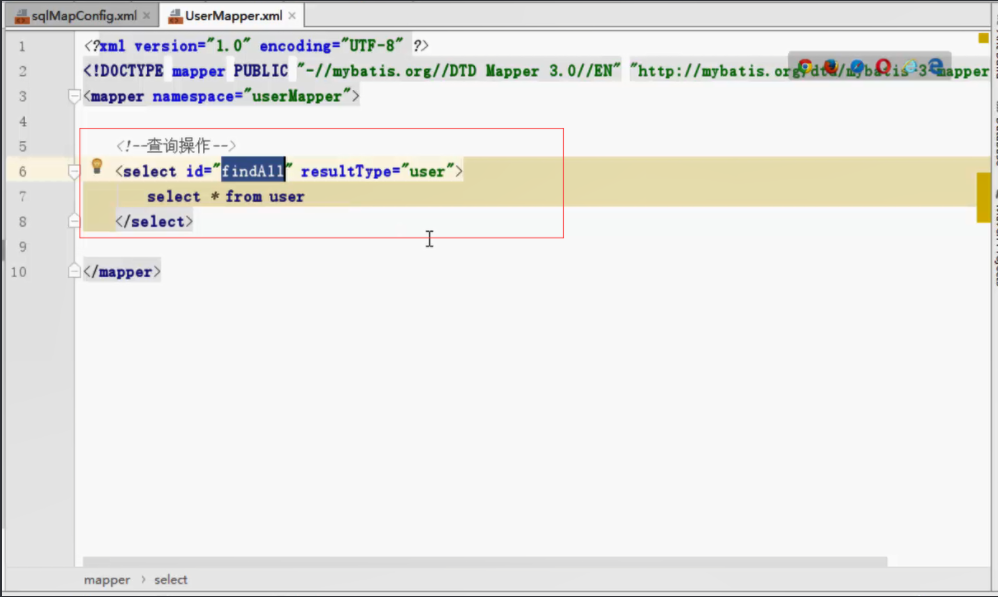 sqlMapConfig.xml
UserMapper.xml
1 <?xml version="1.0" encoding="UTF-8" ?>
2 <!DOCTYPE mapper PUBLIC "-//mybatis.org//DTD Mapper 3.0//EN" "http://mybatis.org/dtd/mybatis-3-mapper
3 <mapper namespace="userMapper">
4
5 <!--查询操作-->
6 <select id="findAll" resultType="user">
7 select * from user
8 </select>
9
10 </mapper>
mapper › select